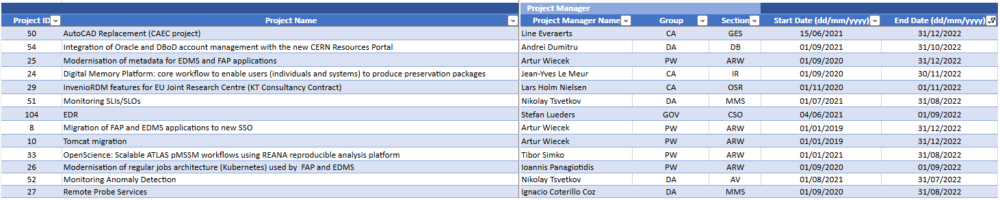 Project Manager
Project ID Project Name Project Manager Name Group Section Start Date (dd/mm/yyyy) End Date (dd/mm/yyyy)
50 AutoCAD Replacement (CAEC project) Line Everaerts CA GES 15/06/2021 31/12/2022
54 Integration of Oracle and DBoD account management with the new CERN Resources Portal Andrei Dumitru DA DB 01/09/2021 31/10/2022
25 Modernisation of metadata for EDMS and FAP applications Artur Wiecek PW ARW 01/09/2020 31/12/2022
24 Digital Memory Platform: core workflow to enable users (individuals and systems) to produce preservation packages Jean-Yves Le Meur CA IR 01/09/2020 30/11/2022
29 InvenioRDM features for EU Joint Research Centre (KT Consultancy Contract) Lars Holm Nielsen CA OSR 01/11/2020 01/11/2022
51 Monitoring SLIs/SLOs Nikolay Tsvetkov DA MMS 01/07/2021 31/08/2022
104 EDR Stefan Lueders GOV CSO 04/06/2021 01/09/2022
8 Migration of FAP and EDMS applications to new SSO Artur Wiecek PW ARW 01/01/2019 31/12/2022
10 Tomcat migration Artur Wiecek PW ARW 01/01/2019 31/12/2022
33 OpenScience: Scalable ATLAS pMSSM workflows using REANA reproducible analysis platform Tibor Simko PW ARW 01/01/2021 31/08/2022
26 Modernisation of regular jobs architecture (Kubernetes) used by FAP and EDMS Ioannis Panagiotidis PW ARW 01/09/2020 01/09/2022
52 Monitoring Anomaly Detection Nikolay Tsvetkov DA AV 01/08/2021 31/07/2022
27 Remote Probe Services Ignacio Coterillo Coz DA MMS 01/09/2020 31/08/2022